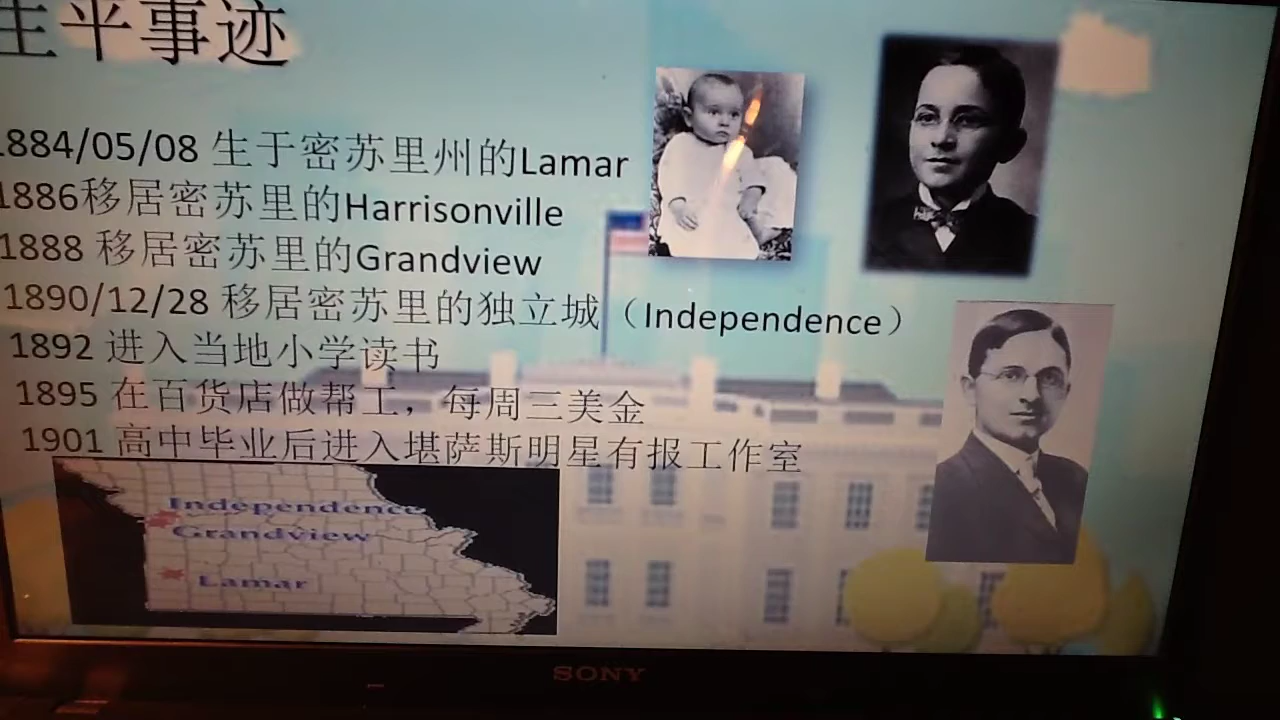 生平事迹
1884/05/08 生于密苏里州的Lamar
1886移居密苏里的Harrisonville
1888 移居密苏里的Grandview
1890/12/28 移居密苏里的独立城（Independence）
1892 进入当地小学读书
1895 在百货店做帮工，每周三美金
1901 高中毕业后进入堪萨斯明星有报工作室
Independence
Grandview
Lamar
SONY